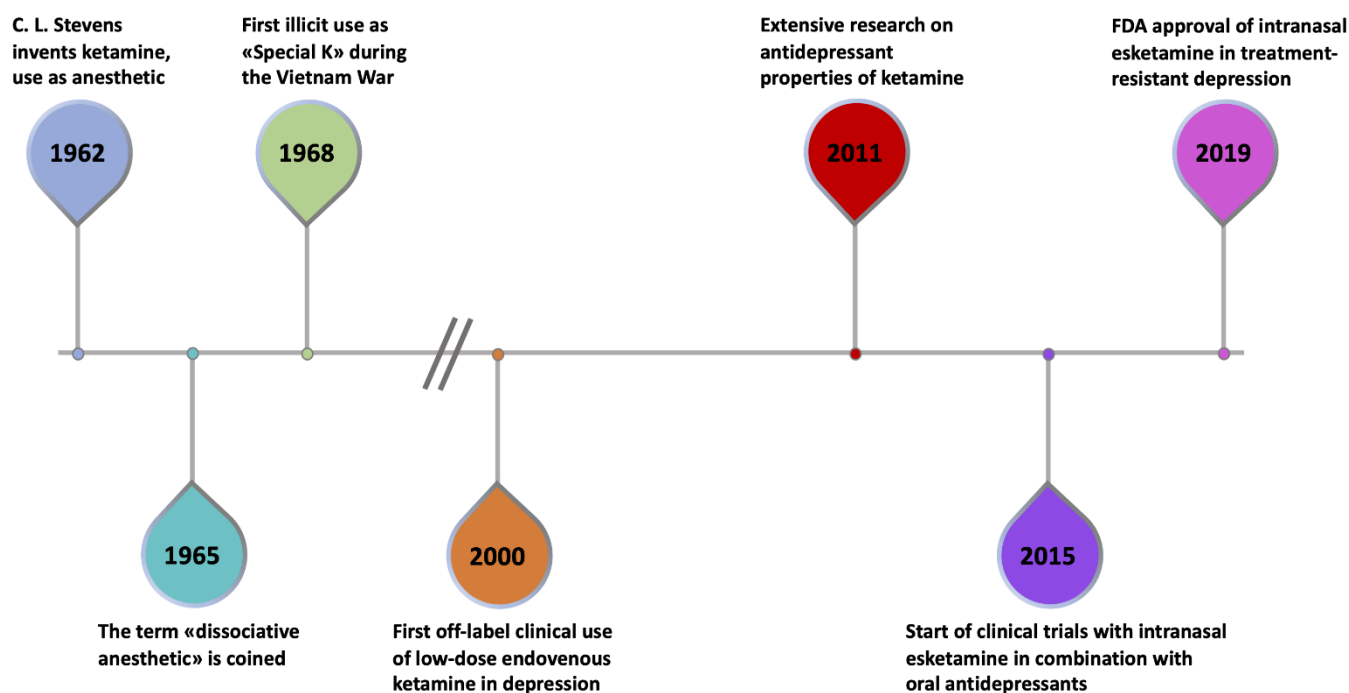 C. L. Stevens
invents ketamine,
use as anesthetic
First illicit use as
«Special K» during
the Vietnam War
Extensive research on
antidepressant
properties of ketamine
FDA approval of intranasal
esketamine in treatment-
resistant depression
1962
1968
2011
2019
1965
2000
2015
The term «dissociative
anesthetic» is coined
First off-label clinical use
of low-dose endovenous
ketamine in depression
Start of clinical trials with intranasal
esketamine in combination with
oral antidepressants